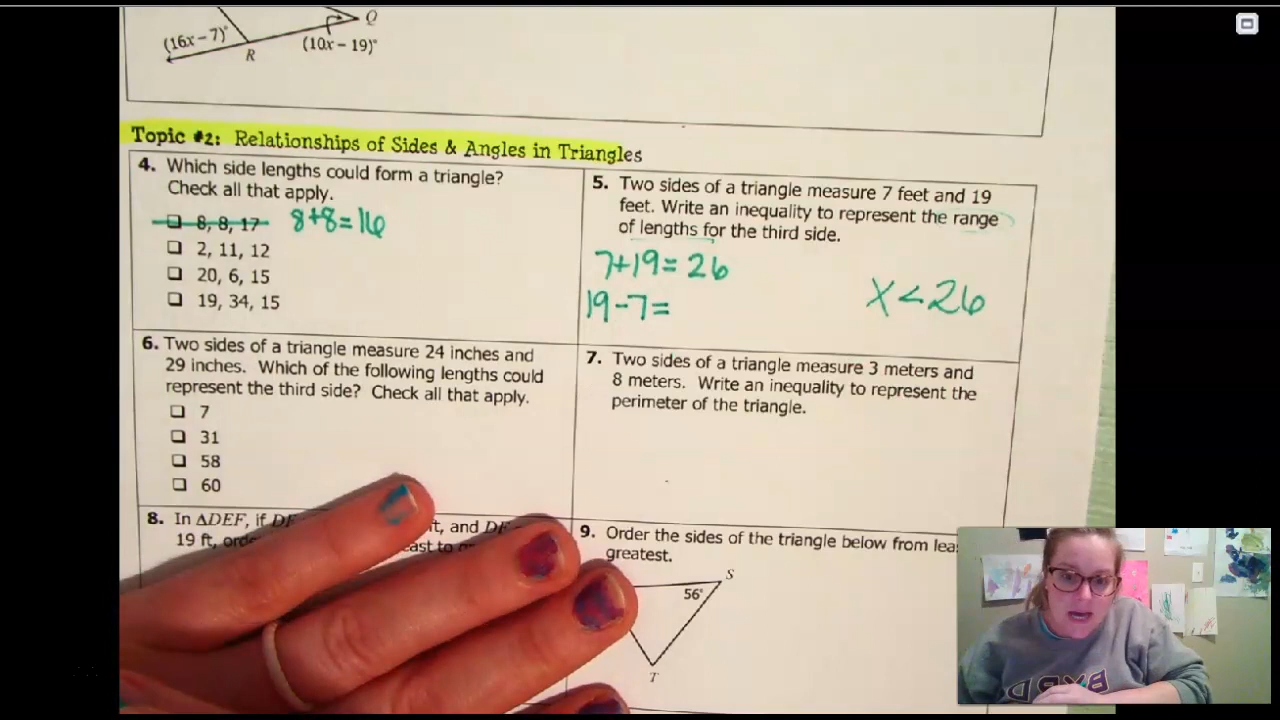 Q
(16x – 7)°
(10x – 19)°
R
Topic #2: Relationships of Sides & Angles in Triangles
4. Which side lengths could form a triangle?
Check all that apply.
❑ 8, 8, 17 8+8=16
❑ 2, 11, 12
❑ 20, 6, 15
❑ 19, 34, 15
5. Two sides of a triangle measure 7 feet and 19
feet. Write an inequality to represent the range
of lengths for the third side.
7+19=26
19-7=
x<26
6. Two sides of a triangle measure 24 inches and
29 inches. Which of the following lengths could
represent the third side? Check all that apply.
❑ 7
❑ 31
❑ 58
❑ 60
7. Two sides of a triangle measure 3 meters and
8 meters. Write an inequality to represent the
perimeter of the triangle.
8. In ΔDEF, if
19 ft,
and
9. Order the sides of the triangle below from
greatest.
S
56°
T